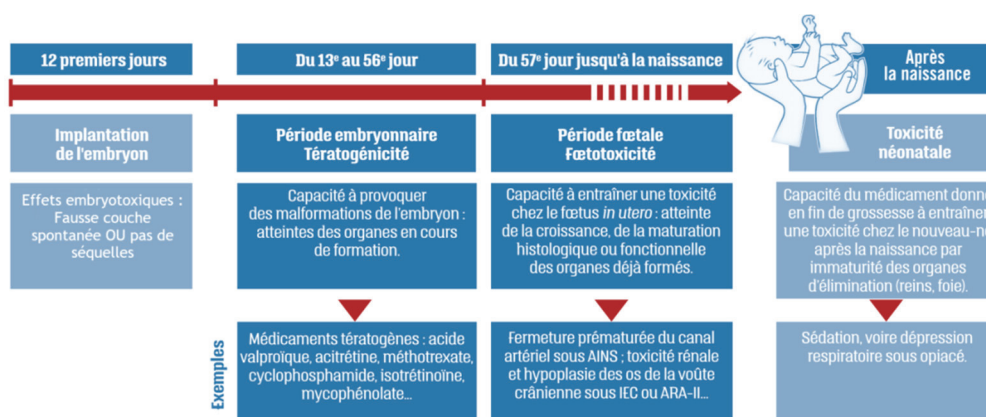 12 premiers jours
Du 13e au 56e jour
Du 57e jour jusqu'à la naissance
Après
la naissance
Implantation
de l'embryon
Période embryonnaire
Tératogénicité
Période fœtale
Fœtotoxicité
Toxicité
néonatale
Effets embryotoxiques :
Fausse couche
spontanée OU pas de
séquelles
Capacité à provoquer
des malformations de l'embryon :
atteintes des organes en cours
de formation.
Capacité à entraîner une toxicité
chez le fœtus in utero : atteinte
de la croissance, de la maturation
histologique ou fonctionnelle
des organes déjà formés.
Capacité du médicament donn
en fin de grossesse à entraîner
une toxicité chez le nouveau-n
après la naissance par
immaturité des organes
d'élimination (reins, foie).
Exemples
Médicaments tératogènes : acide
valproïque, acitrétine, méthotrexate,
cyclophosphamide, isotrétinoïne,
mycophénolate...
Fermeture prématurée du canal
artériel sous AINS ; toxicité rénale
et hypoplasie des os de la voûte
crânienne sous IEC ou ARA-II...
Sédation, voire dépression
respiratoire sous opiacé.